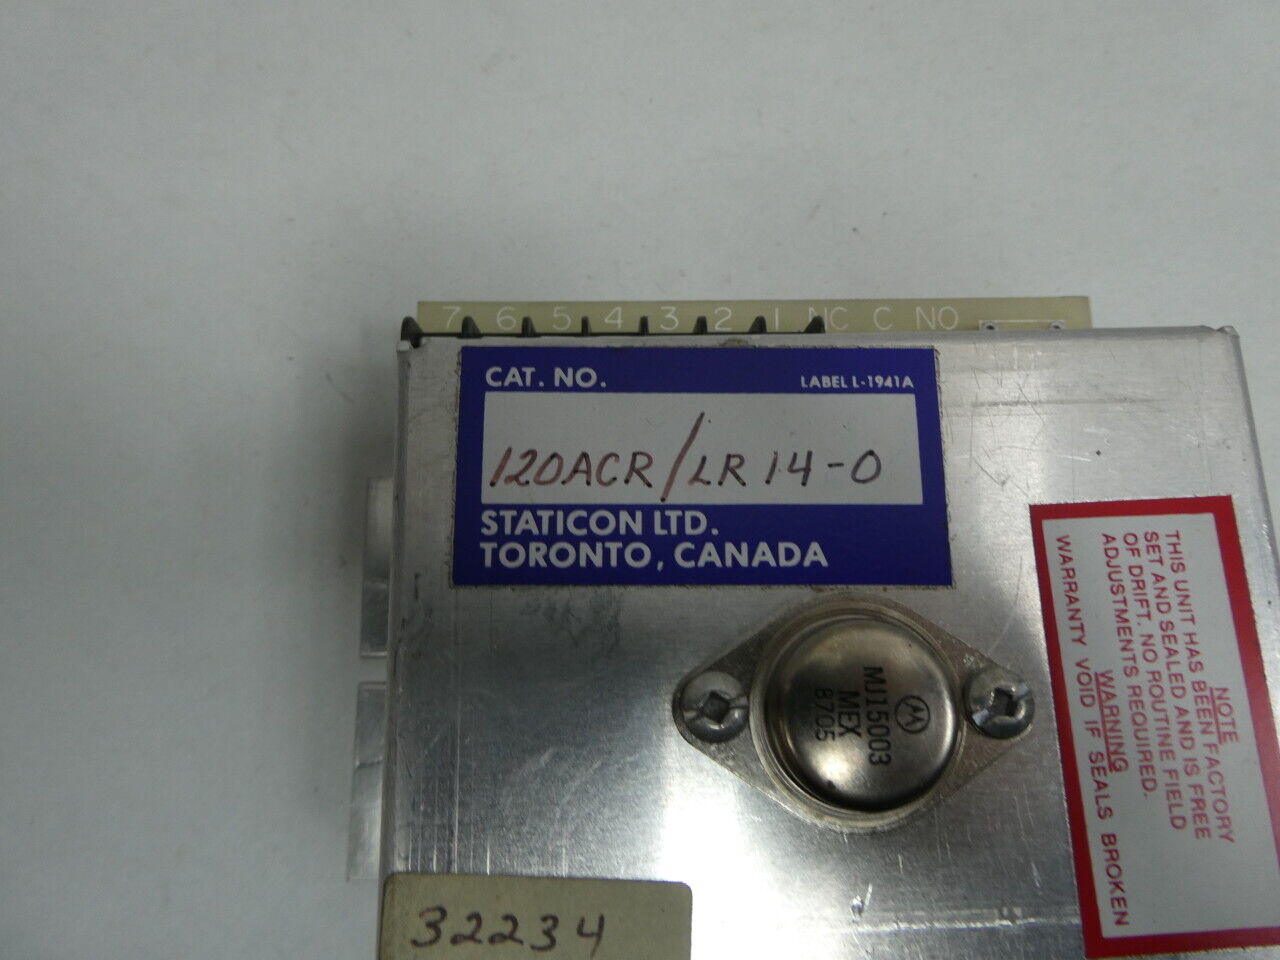 7 6 5 4 3 2 1 NC C NO
CAT. NO.
LABEL L-1941A
120ACR/LR14-0
STATICON LTD.
TORONTO, CANADA
MJ15003
MEX
8705
NOTE
THIS UNIT HAS BEEN FACTORY
SET AND SEALED AND IS FREE
OF DRIFT. NO ROUTINE FIELD
ADJUSTMENTS REQUIRED.
WARNING
WARRANTY VOID IF SEALS BROKEN
32234